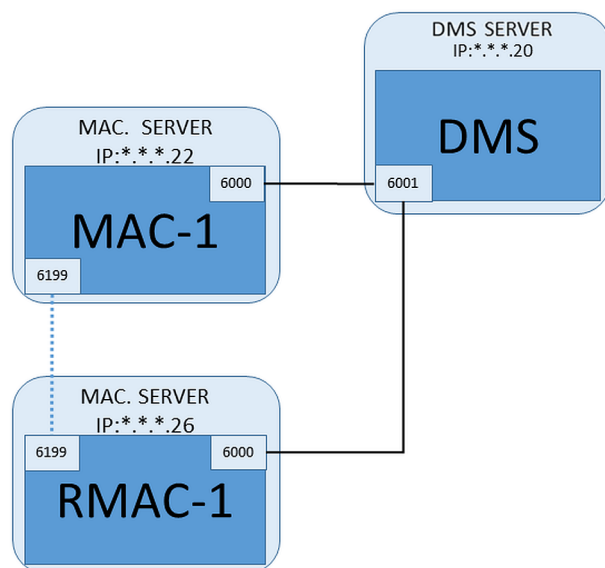 DMS SERVER
IP:*.*.*.20
DMS
6001
MAC. SERVER
IP:*.*.*.22
6000
MAC-1
6199
MAC. SERVER
IP:*.*.*.26
6199
6000
RMAC-1